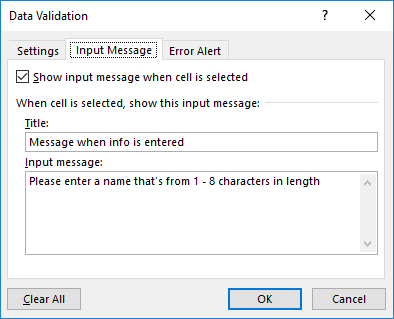 Data Validation
?
Settings
Input Message
Error Alert
Show input message when cell is selected
When cell is selected, show this input message:
Title:
Message when info is entered
Input message:
Please enter a name that's from 1 - 8 characters in length
Clear All
OK
Cancel